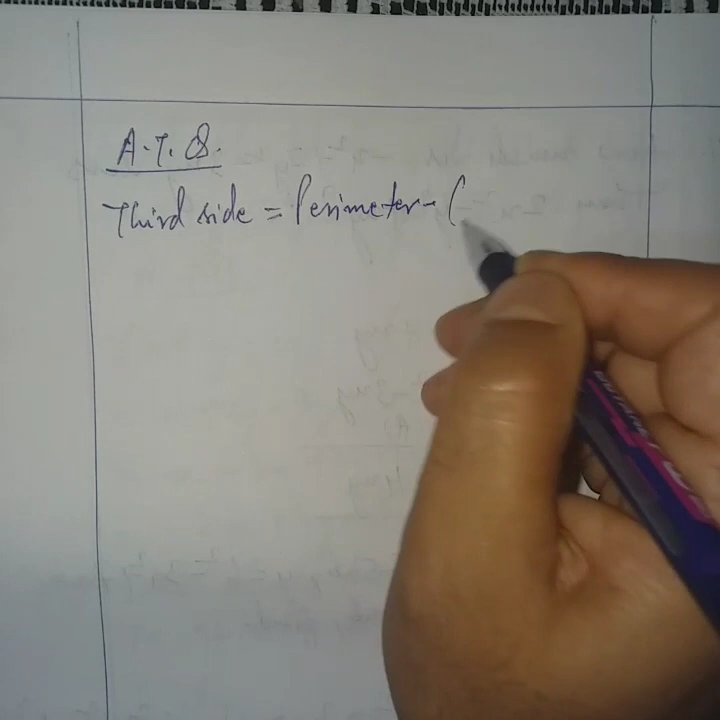 A.T.Q.
Third side = Perimeter - (